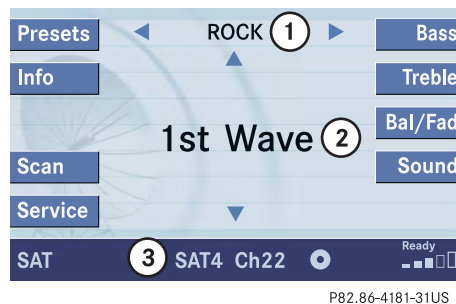 Presets
ROCK 1
Bass
Info
Treble
1st Wave 2
Bal/Fad
Scan
Sound
Service
SAT 3 SAT4 Ch22
Ready
P82.86-4181-31US